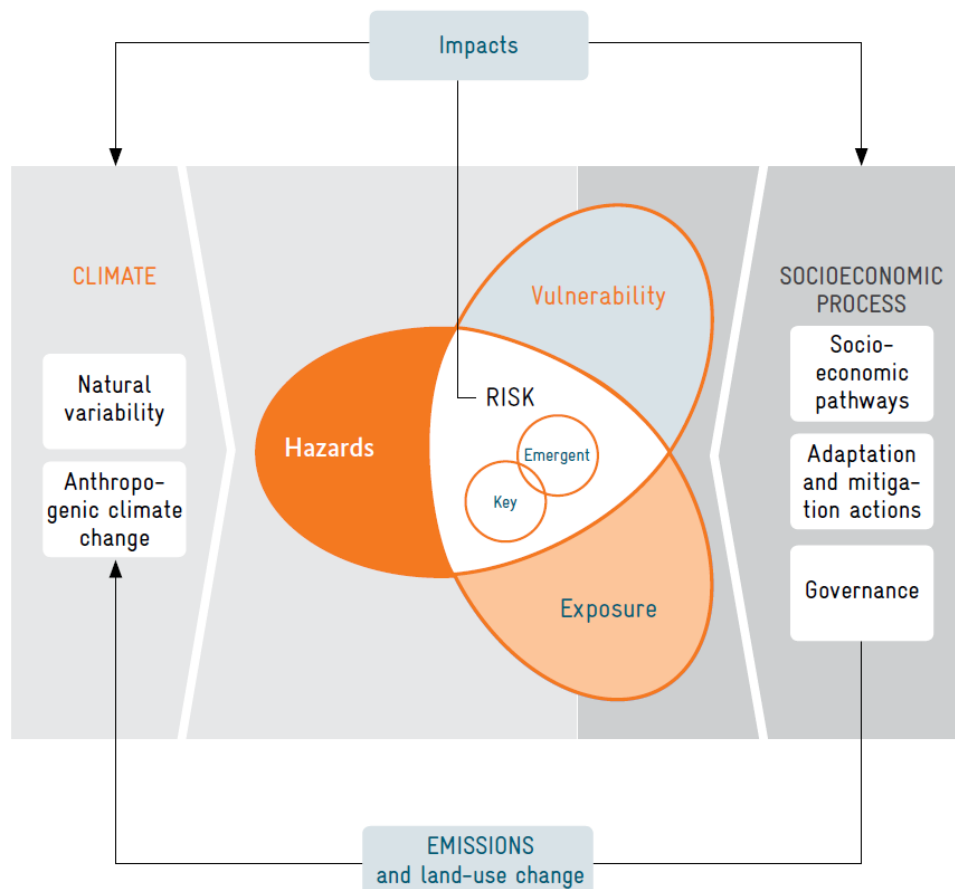 Impacts
CLIMATE
Natural
variability
Anthropo-
genic climate
change
Hazards
Vulnerability
RISK
Emergent
Key
Exposure
SOCIOECONOMIC
PROCESS
Socio-
economic
pathways
Adaptation
and mitiga-
tion actions
Governance
EMISSIONS
and land-use change